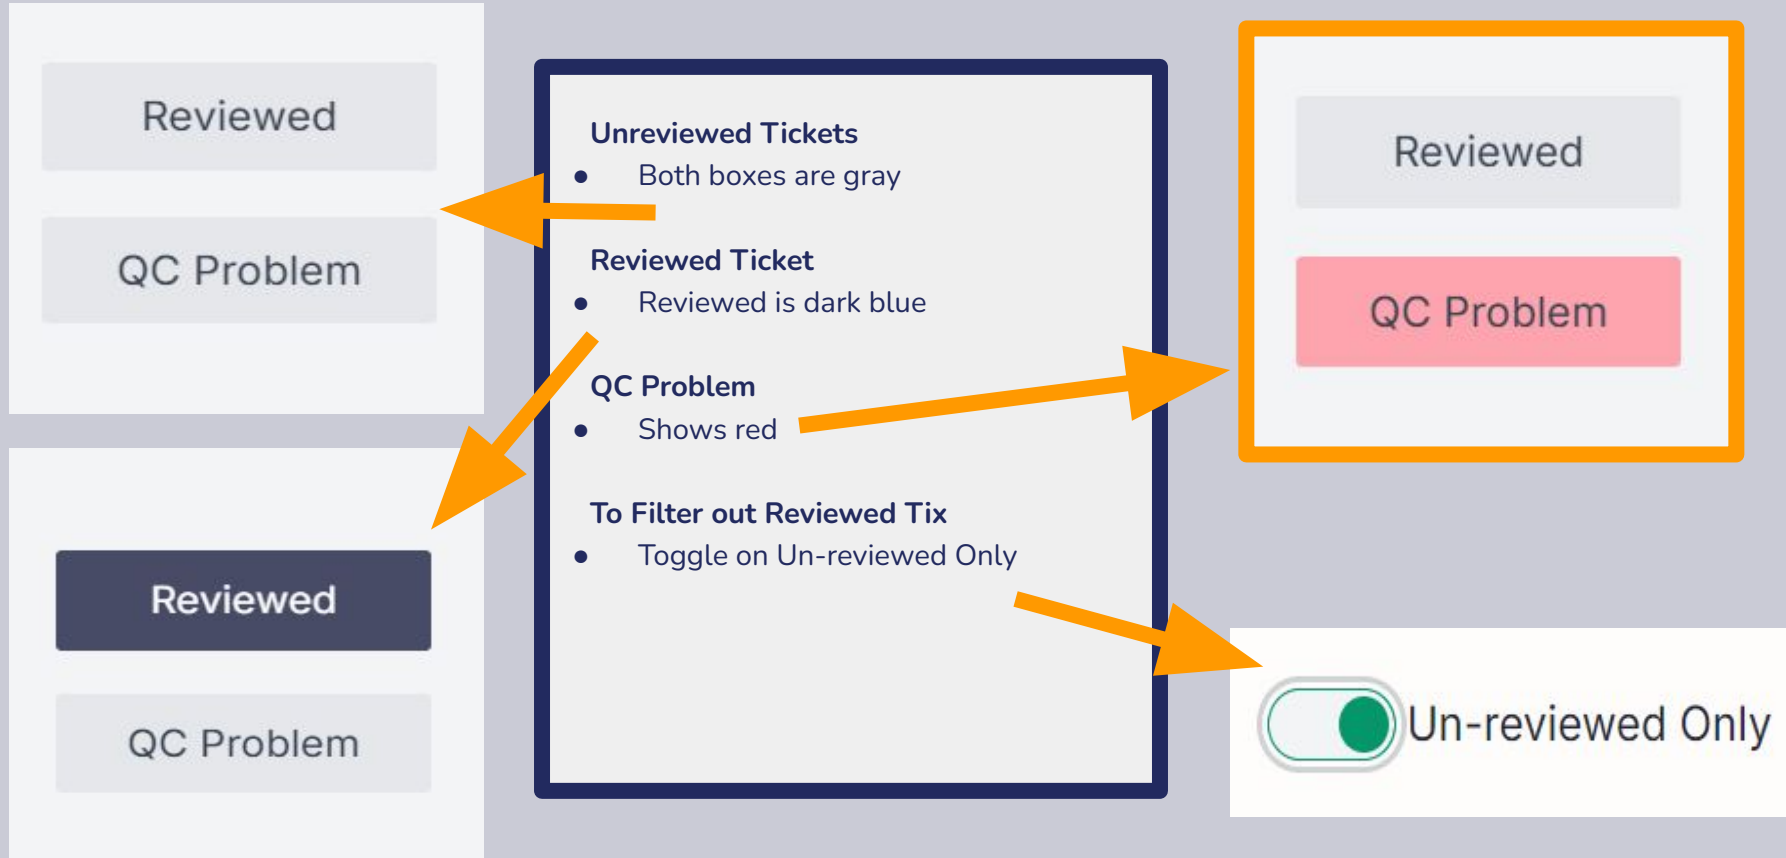 Reviewed
QC Problem
Reviewed
QC Problem
Unreviewed Tickets
● Both boxes are gray
Reviewed Ticket
● Reviewed is dark blue
QC Problem
● Shows red
To Filter out Reviewed Tix
● Toggle on Un-reviewed Only
Reviewed
QC Problem
Un-reviewed Only